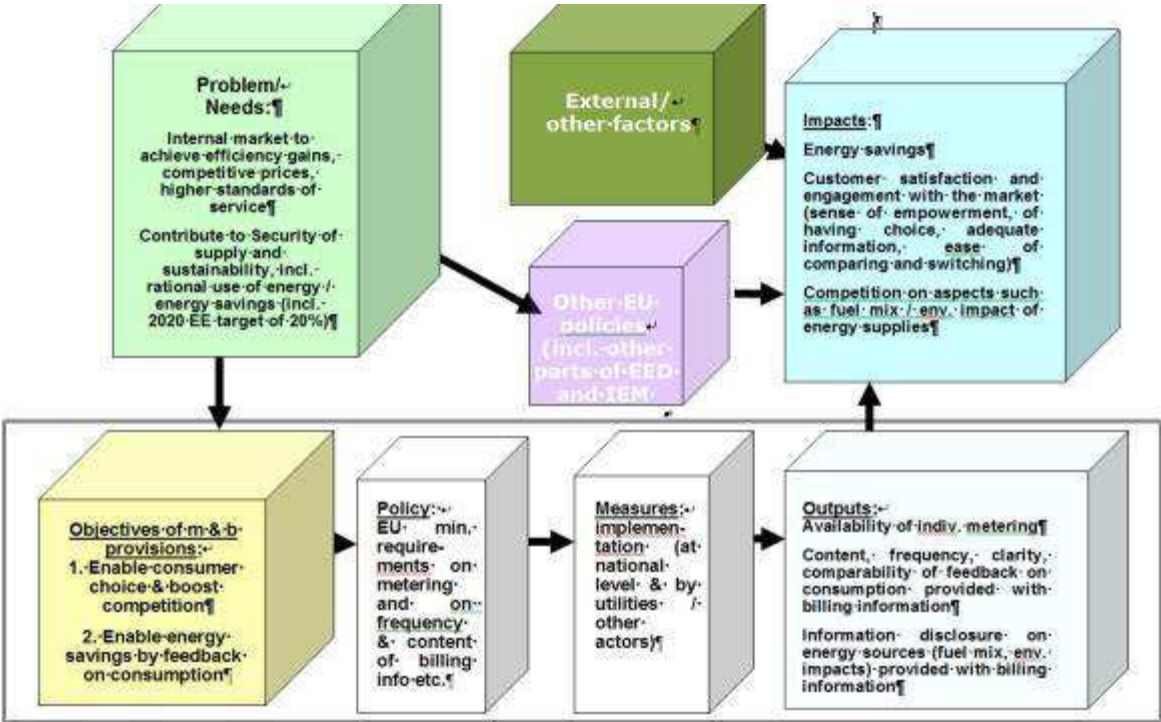 Problem/
Needs:¶
Internal·market·to
achieve·efficiency·gains,·
competitive·prices,·
higher·standards·of
service¶
Contribute·to·Security·of·
supply·and·
sustainability,·incl.·
rational·use·of·energy·/·
energy·savings·(incl.·
2020·EE·target·of·20%)¶
External/
other·factors¶
Other·EU·
policies
(incl.·other·
parts·of·EED·
and·IEM
Impacts:¶
Energy·savings¶
Customer· satisfaction· and·
engagement· with· the· market·
(sense· of· empowerment,· of·
having· choice,· adequate·
information,· ease· of·
comparing·and·switching)¶
Competition·on·aspects·such·
as·fuel·mix·/·env.·impact·of·
energy·supplies¶
Objectives·of·m·&·b·
provisions:
1.·Enable·consumer·
choice·&·boost·
competition¶
2.·Enable·energy·
savings·by·feedback·
on·consumption¶
Policy:
EU· min.·
require-
ments· on·
metering·
and· on·
frequency·
&· content·
of· billing·
info·etc.¶
Measures:
implemen-
tation· (at·
national·
level· &· by·
utilities· /·
other·
actors)¶
Outputs:
Availability·of·indiv.·metering¶
Content,· frequency,· clarity,·
comparability· of· feedback· on·
consumption· provided· with·
billing·information¶
Information· disclosure· on·
energy·sources·(fuel·mix,·env.·
impacts)·provided·with·billing·
information¶